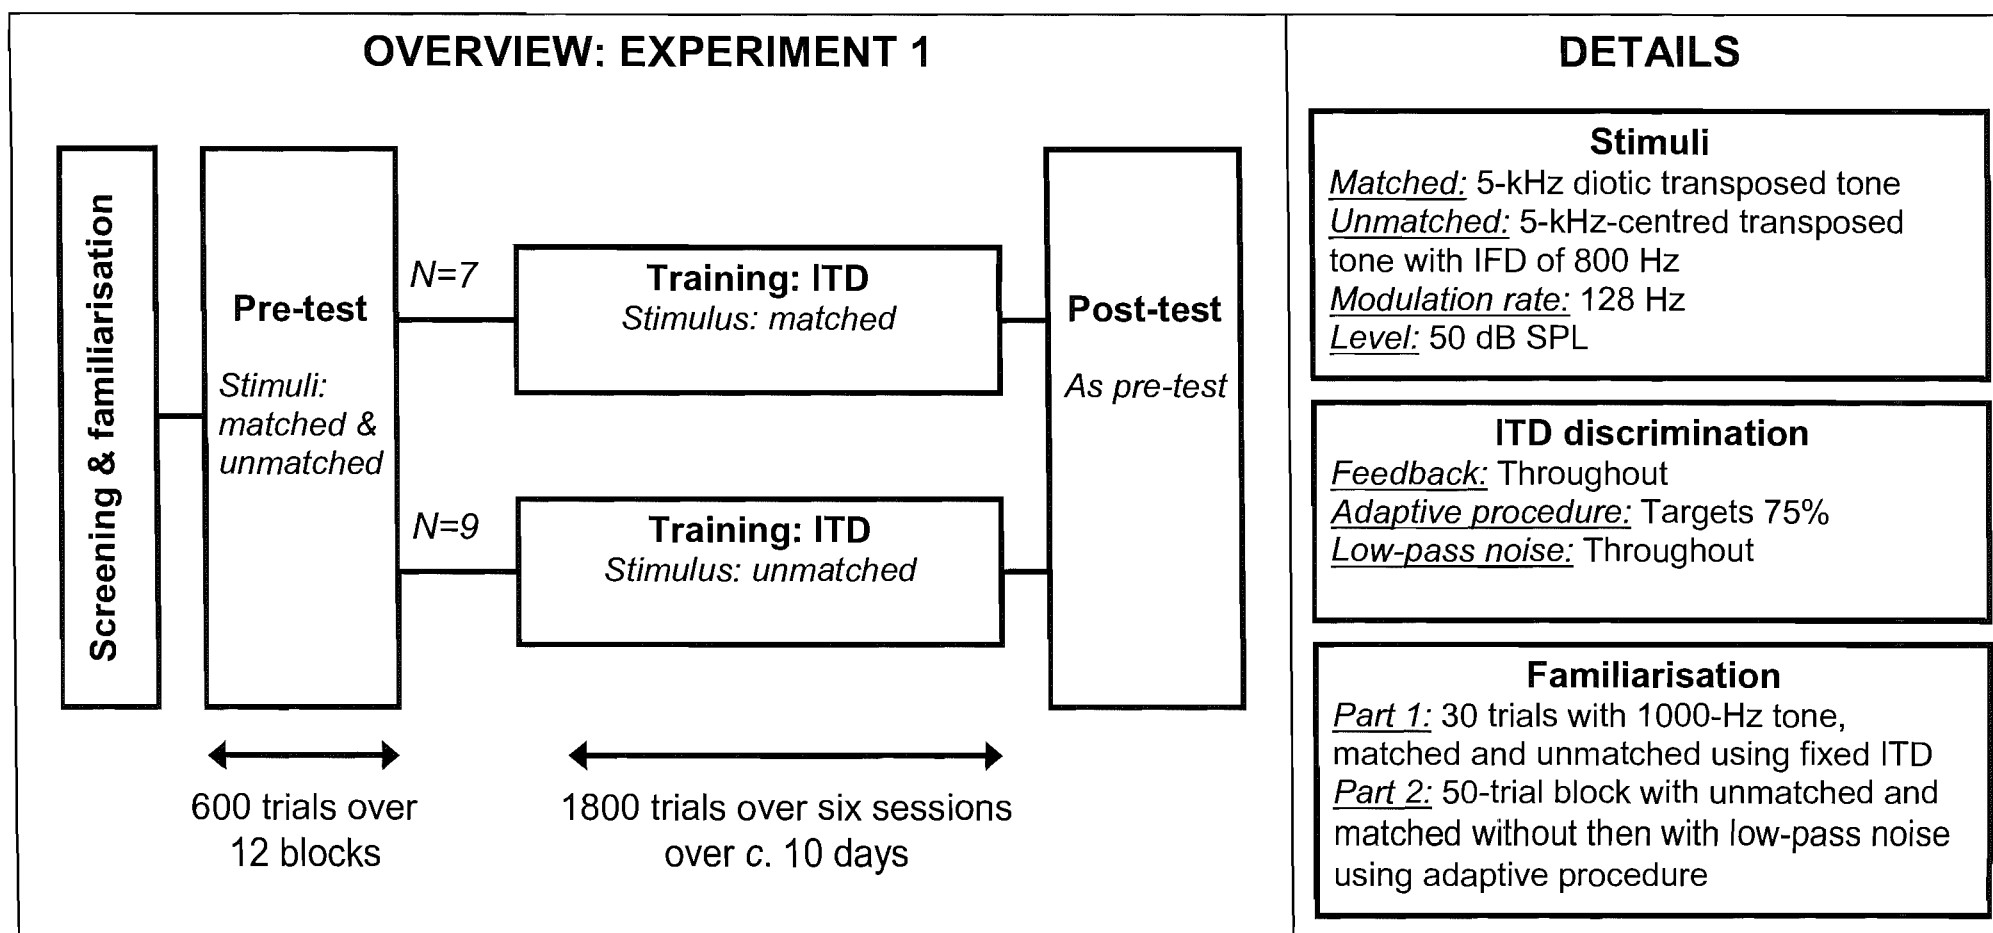 OVERVIEW: EXPERIMENT 1
Screening & familiarisation
Pre-test
Stimuli:
matched &
unmatched
N=7
Training: ITD
Stimulus: matched
N=9
Training: ITD
Stimulus: unmatched
Post-test
As pre-test
600 trials over
12 blocks
1800 trials over six sessions
over c. 10 days
DETAILS
Stimuli
Matched: 5-kHz diotic transposed tone
Unmatched: 5-kHz-centred transposed
tone with IFD of 800 Hz
Modulation rate: 128 Hz
Level: 50 dB SPL
ITD discrimination
Feedback: Throughout
Adaptive procedure: Targets 75%
Low-pass noise: Throughout
Familiarisation
Part 1: 30 trials with 1000-Hz tone,
matched and unmatched using fixed ITD
Part 2: 50-trial block with unmatched and
matched without then with low-pass noise
using adaptive procedure